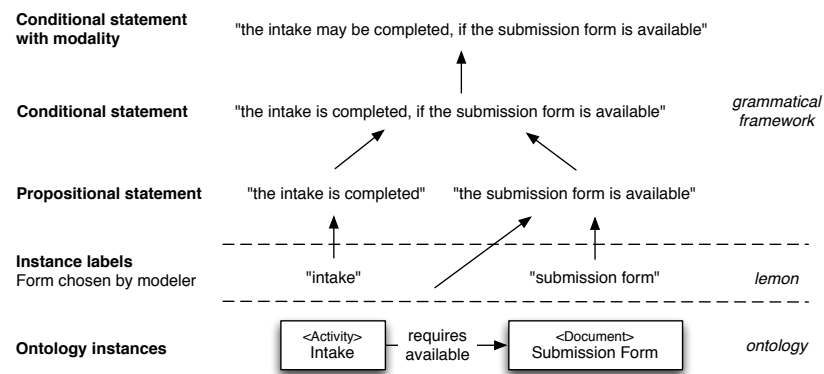 Conditional statement
with modality
"the intake may be completed, if the submission form is available"
Conditional statement
"the intake is completed, if the submission form is available"
grammatical
framework
Propositional statement
"the intake is completed"
"the submission form is available"
Instance labels
Form chosen by modeler
"intake"
"submission form"
lemon
Ontology instances
<Activity>
Intake
requires
available
<Document>
Submission Form
ontology